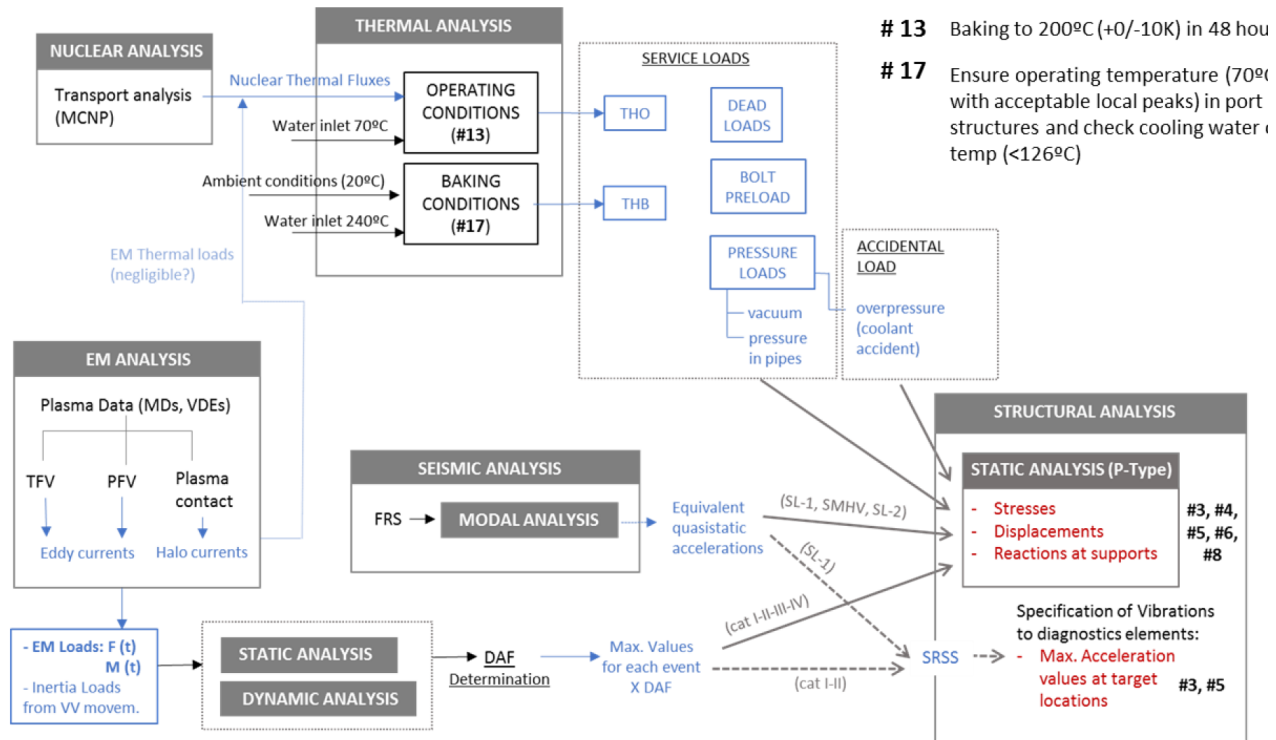 NUCLEAR ANALYSIS
Transport analysis
(MCNP)
THERMAL ANALYSIS
Nuclear Thermal Fluxes
OPERATING
CONDITIONS
(#13)
Water inlet 70ºC
Ambient conditions (20ºC)
BAKING
CONDITIONS
(#17)
Water inlet 240ºC
EM Thermal loads
(negligible?)
SERVICE LOADS
THO
DEAD
LOADS
THB
BOLT
PRELOAD
PRESSURE
LOADS
vacuum
pressure
in pipes
ACCIDENTAL
LOAD
overpressure
(coolant
accident)
# 13 Baking to 200ºC (+0/-10K) in 48 hou
# 17 Ensure operating temperature (70º
with acceptable local peaks) in port
structures and check cooling water
temp (<126ºC)
EM ANALYSIS
Plasma Data (MDs, VDEs)
TFV
PFV
Plasma
contact
Eddy currents
Halo currents
- EM Loads: F (t)
M (t)
- Inertia Loads
from VV movem.
STATIC ANALYSIS
DYNAMIC ANALYSIS
DAF
Determination
Max. Values
for each event
X DAF
SEISMIC ANALYSIS
FRS
MODAL ANALYSIS
Equivalent
quasistatic
accelerations
(SL-1, SMHV, SL-2)
(SL-1)
(cat I-II-III-IV)
(cat I-II)
SRSS
STRUCTURAL ANALYSIS
STATIC ANALYSIS (P-Type)
- Stresses
- Displacements
- Reactions at supports
#3, #4,
#5, #6,
#8
Specification of Vibrations
to diagnostics elements:
- Max. Acceleration
values at target
locations
#3, #5